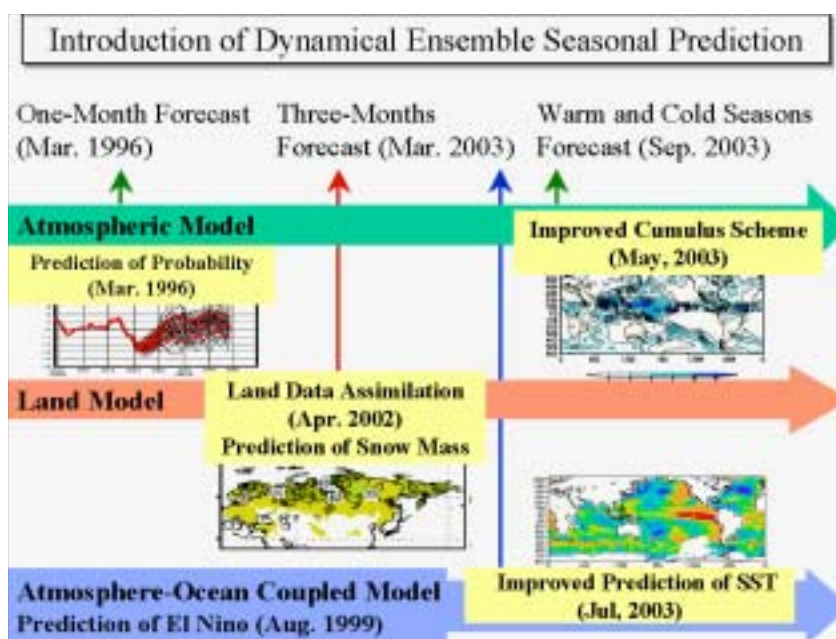 Introduction of Dynamical Ensemble Seasonal Prediction
One-Month Forecast
(Mar. 1996)
Three-Months
Forecast (Mar. 2003)
Warm and Cold Seasons
Forecast (Sep. 2003)
Atmospheric Model
Prediction of Probability
(Mar. 1996)
Improved Cumulus Scheme
(May, 2003)
Land Model
Land Data Assimilation
(Apr. 2002)
Prediction of Snow Mass
Atmosphere-Ocean Coupled Model
Prediction of El Nino (Aug. 1999)
Improved Prediction of SST
(Jul, 2003)